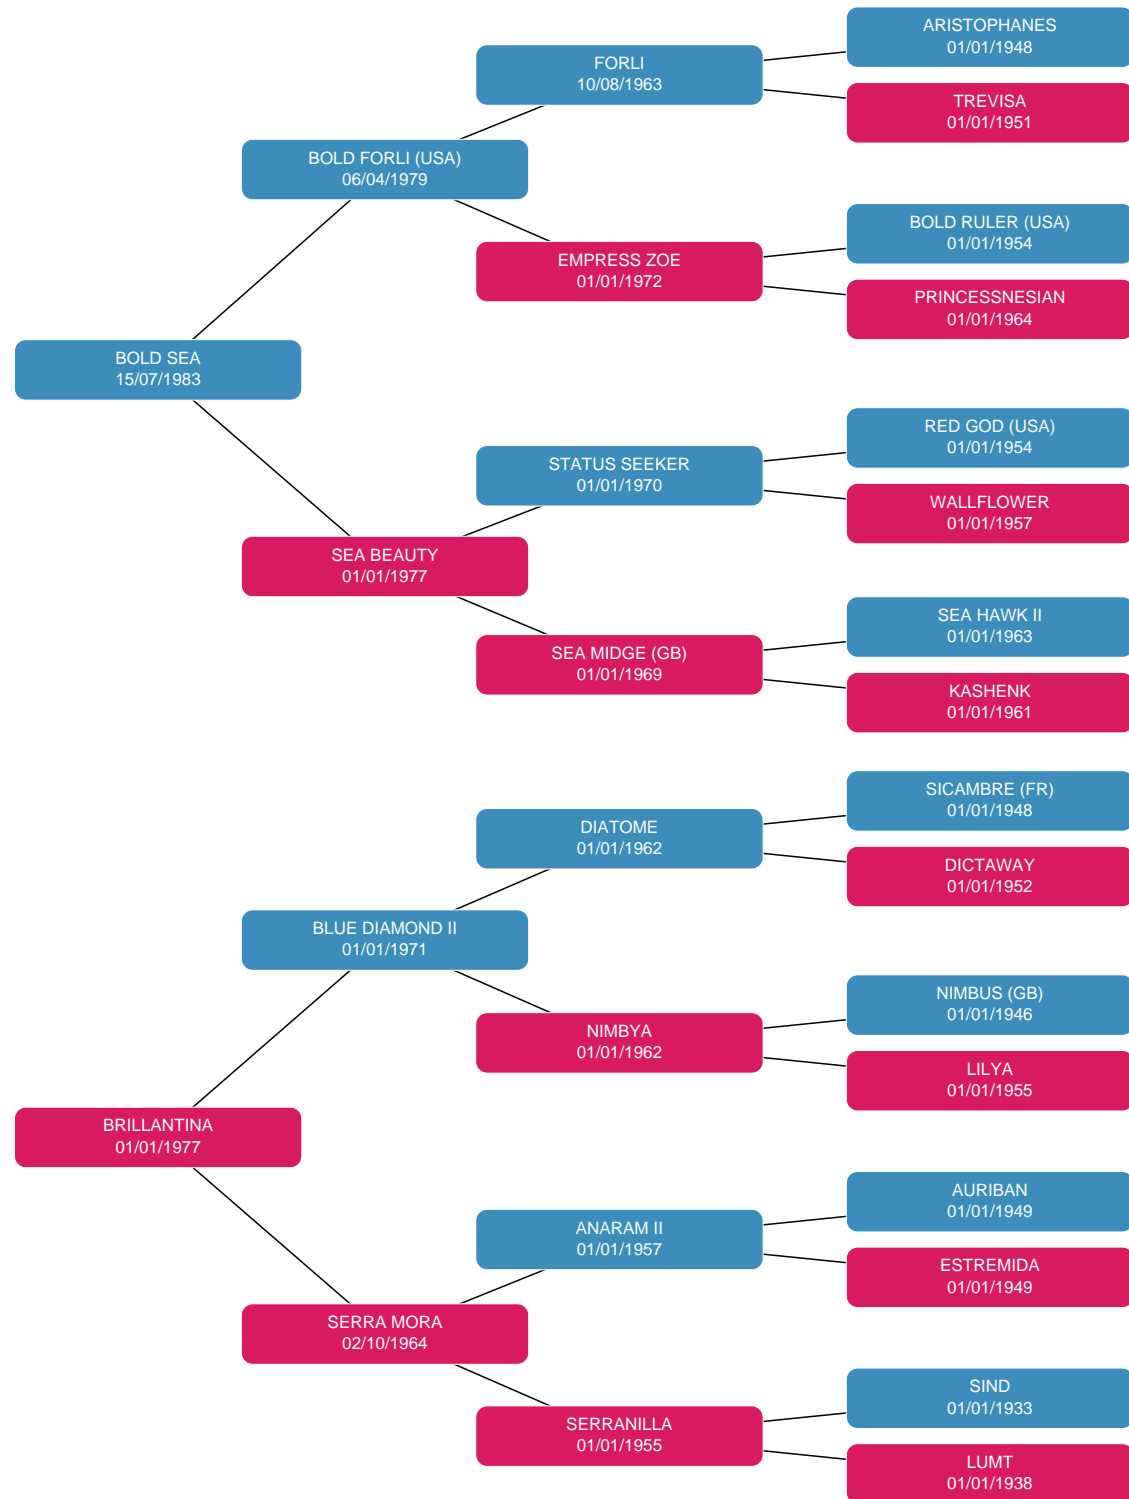 ARISTOPHANES
01/01/1948
FORLI
10/08/1963
TREVISA
01/01/1951
BOLD FORLI (USA)
06/04/1979
BOLD RULER (USA)
01/01/1954
EMPRESS ZOE
01/01/1972
PRINCESSNESIAN
01/01/1964
BOLD SEA
15/07/1983
RED GOD (USA)
01/01/1954
STATUS SEEKER
01/01/1970
WALLFLOWER
01/01/1957
SEA BEAUTY
01/01/1977
SEA HAWK II
01/01/1963
SEA MIDGE (GB)
01/01/1969
KASHENK
01/01/1961
SICAMBRE (FR)
01/01/1948
DIATOME
01/01/1962
DICTAWAY
01/01/1952
BLUE DIAMOND II
01/01/1971
NIMBUS (GB)
01/01/1946
NIMBYA
01/01/1962
LILYA
01/01/1955
BRILLANTINA
01/01/1977
AURIBAN
01/01/1949
ANARAM II
01/01/1957
ESTREMIDA
01/01/1949
SERRA MORA
02/10/1964
SIND
01/01/1933
SERRANILLA
01/01/1955
LUMT
01/01/1938